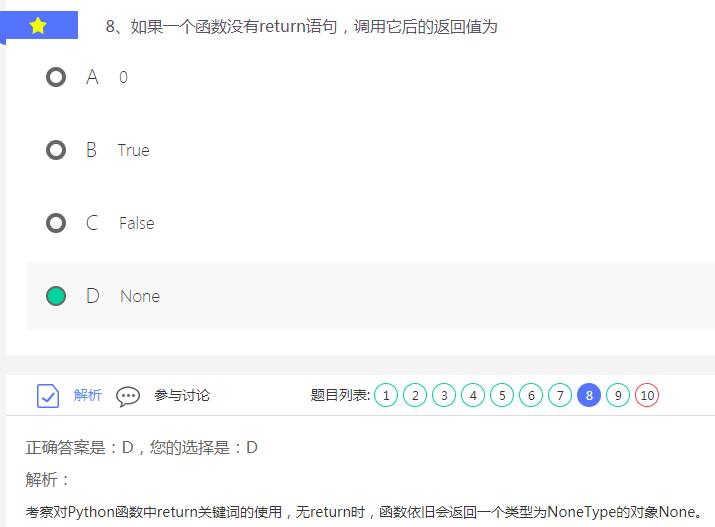 8、如果一个函数没有return语句，调用它后的返回值为
A 0
B True
C False
D None
解析 参与讨论 题目列表: 1 2 3 4 5 6 7 8 9 10
正确答案是：D，您的选择是：D
解析：
考察对Python函数中return关键词的使用，无return时，函数依旧会返回一个类型为NoneType的对象None。